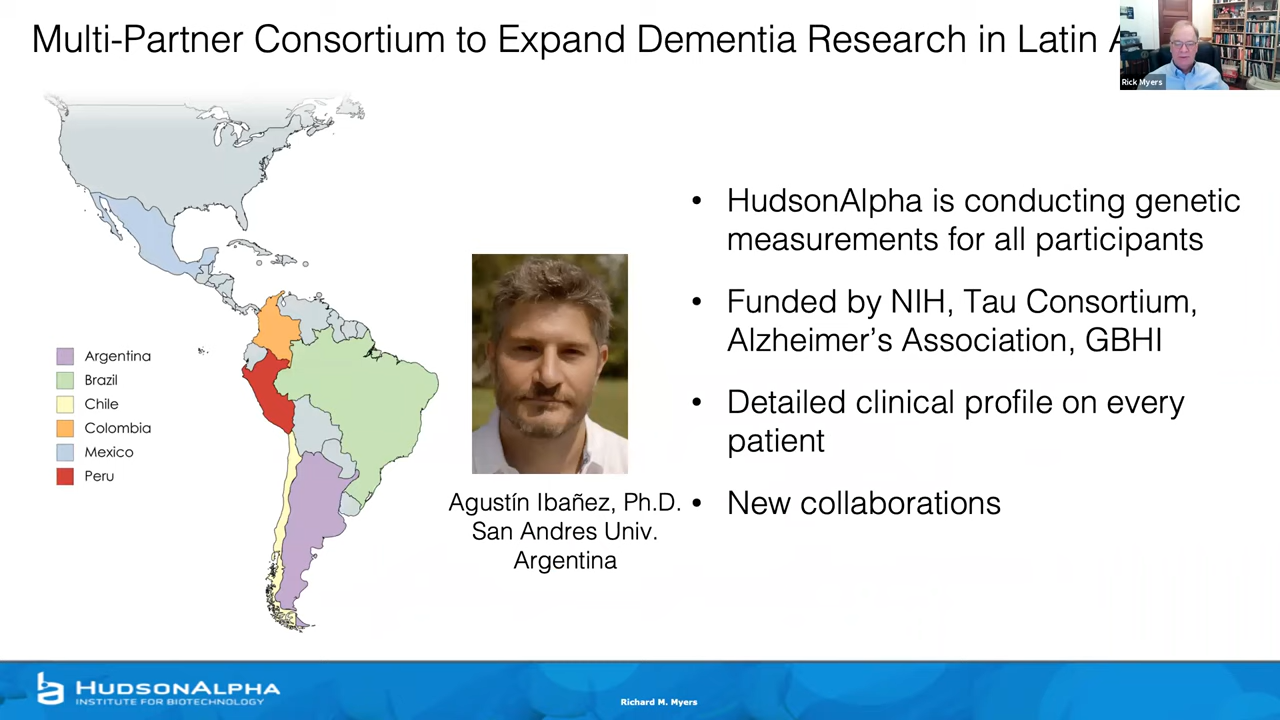 Multi-Partner Consortium to Expand Dementia Research in Latin
Rick Myers
Argentina
Brazil
Chile
Colombia
Mexico
Peru
Agustín Ibañez, Ph.D.
San Andres Univ.
Argentina
• HudsonAlpha is conducting genetic
measurements for all participants
• Funded by NIH, Tau Consortium,
Alzheimer’s Association, GBHI
• Detailed clinical profile on every
patient
• New collaborations
HUDSONALPHA
INSTITUTE FOR BIOTECHNOLOGY
Richard M. Myers